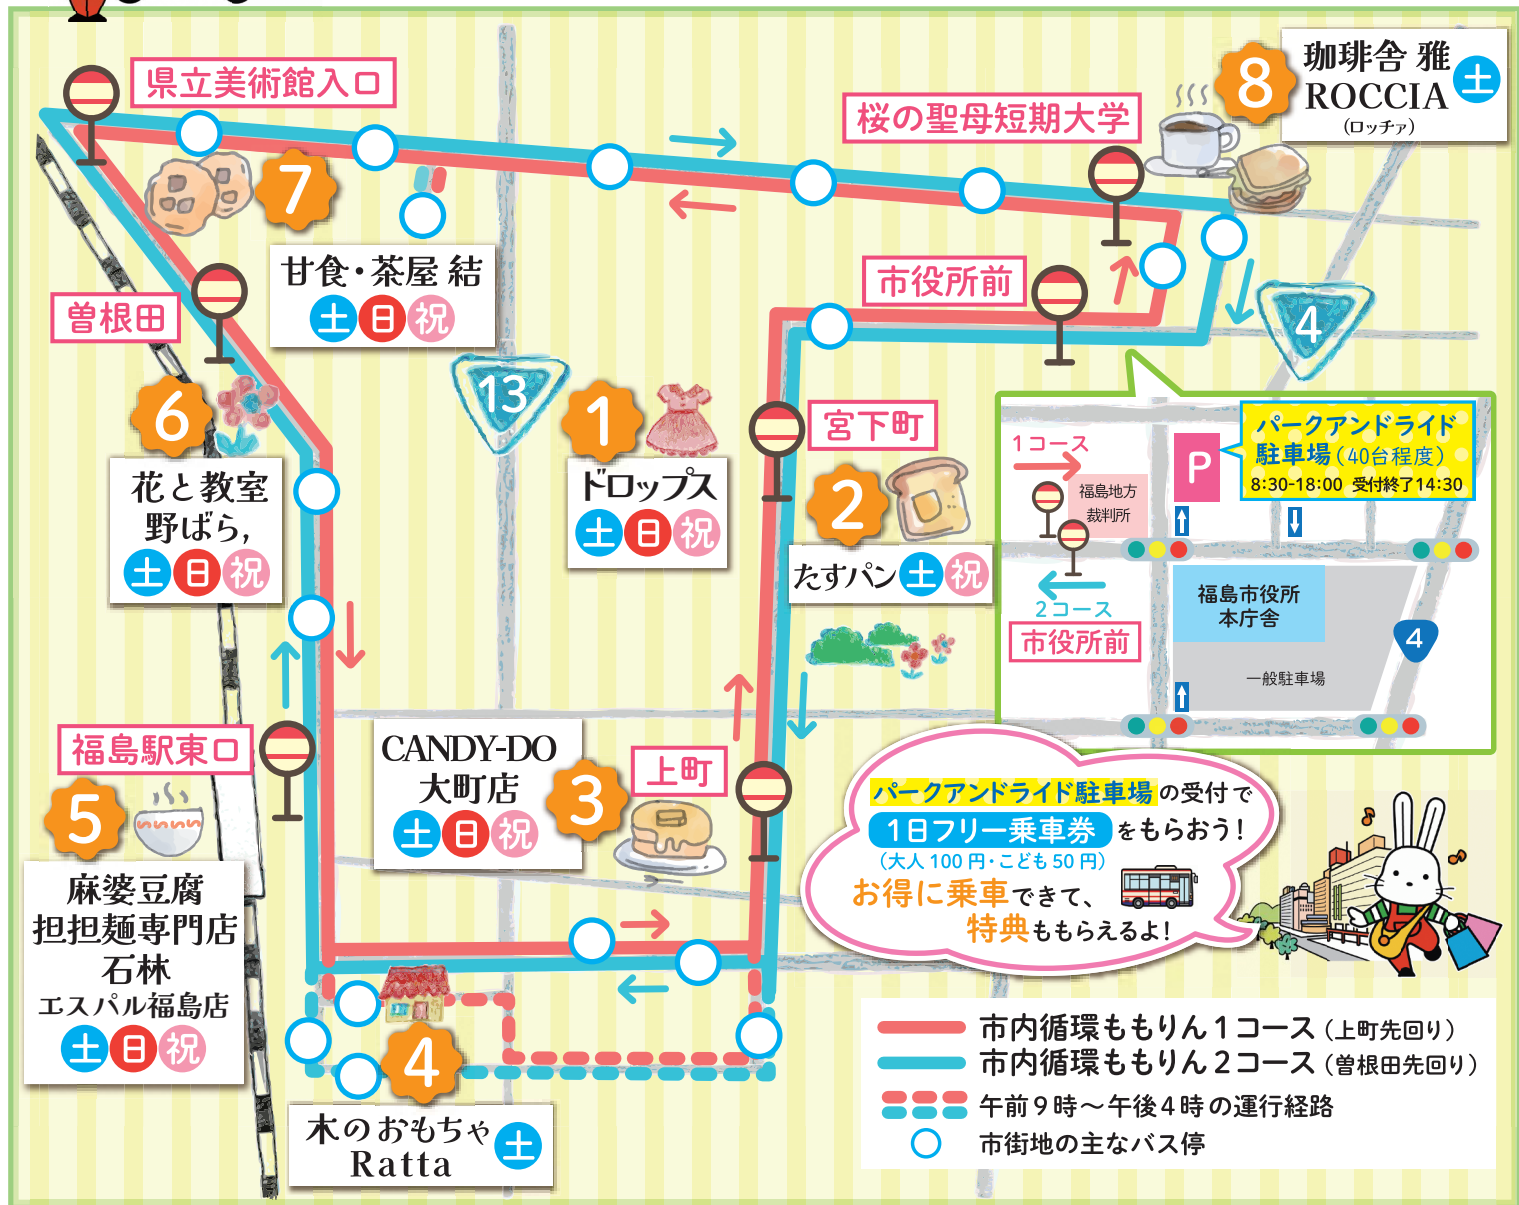 県立美術館入口
桜の聖母短期大学
8
珈琲舎 雅
ROCCIA
(ロッチァ)
土
7
甘食・茶屋 結
土 日 祝
曽根田
市役所前
4
13
6
花と教室
野ばら,
土 日 祝
1
ドロップス
土 日 祝
宮下町
2
たすパン 土 祝
1コース
福島地方
裁判所
P
パークアンドライド
駐車場(40台程度)
8:30-18:00 受付終了14:30
2コース
市役所前
福島市役所
本庁舎
4
一般駐車場
福島駅東口
5
麻婆豆腐
担担麺専門店
石林
エスパル福島店
土 日 祝
CANDY-DO
大町店
土 日 祝
3
上町
パークアンドライド駐車場の受付で
1日フリー乗車券をもらおう!
(大人100円・こども50円)
お得に乗車できて、
特典ももらえるよ!
4
木のおもちゃ
Ratta
土
市内循環ももりん1コース(上町先回り)
市内循環ももりん2コース(曽根田先回り)
午前9時～午後4時の運行経路
市街地の主なバス停